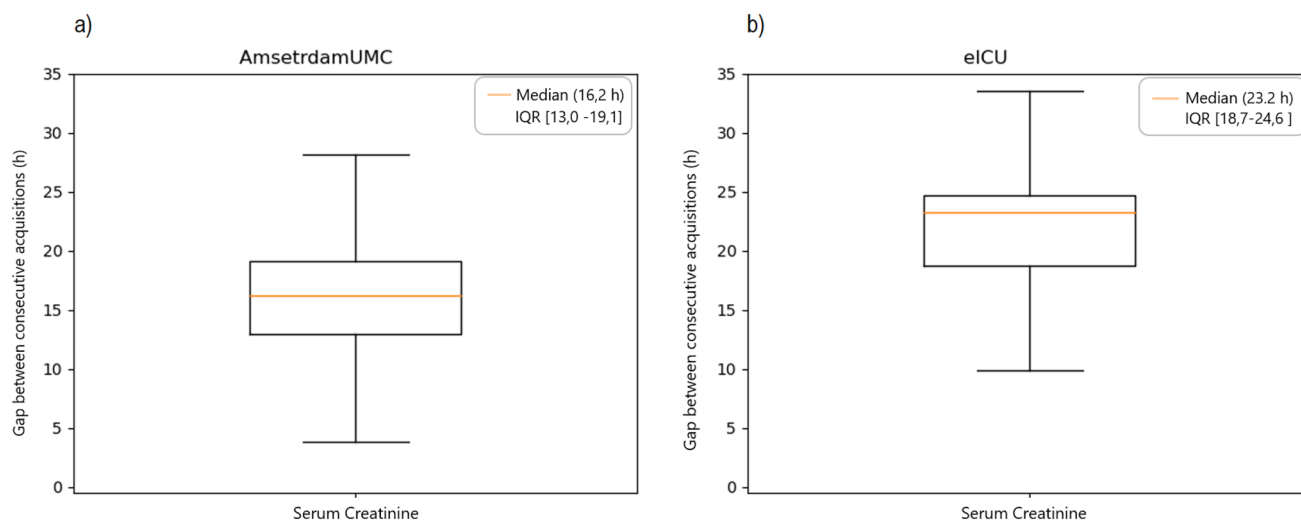 a)
AmsetrdamUMC
35
30
25
20
15
10
5
0
Gap between consecutive acquisitions (h)
Median (16,2 h)
IQR [13,0 -19,1]
Serum Creatinine
b)
eICU
35
30
25
20
15
10
5
0
Gap between consecutive acquisitions (h)
Median (23.2 h)
IQR [18,7-24,6 ]
Serum Creatinine